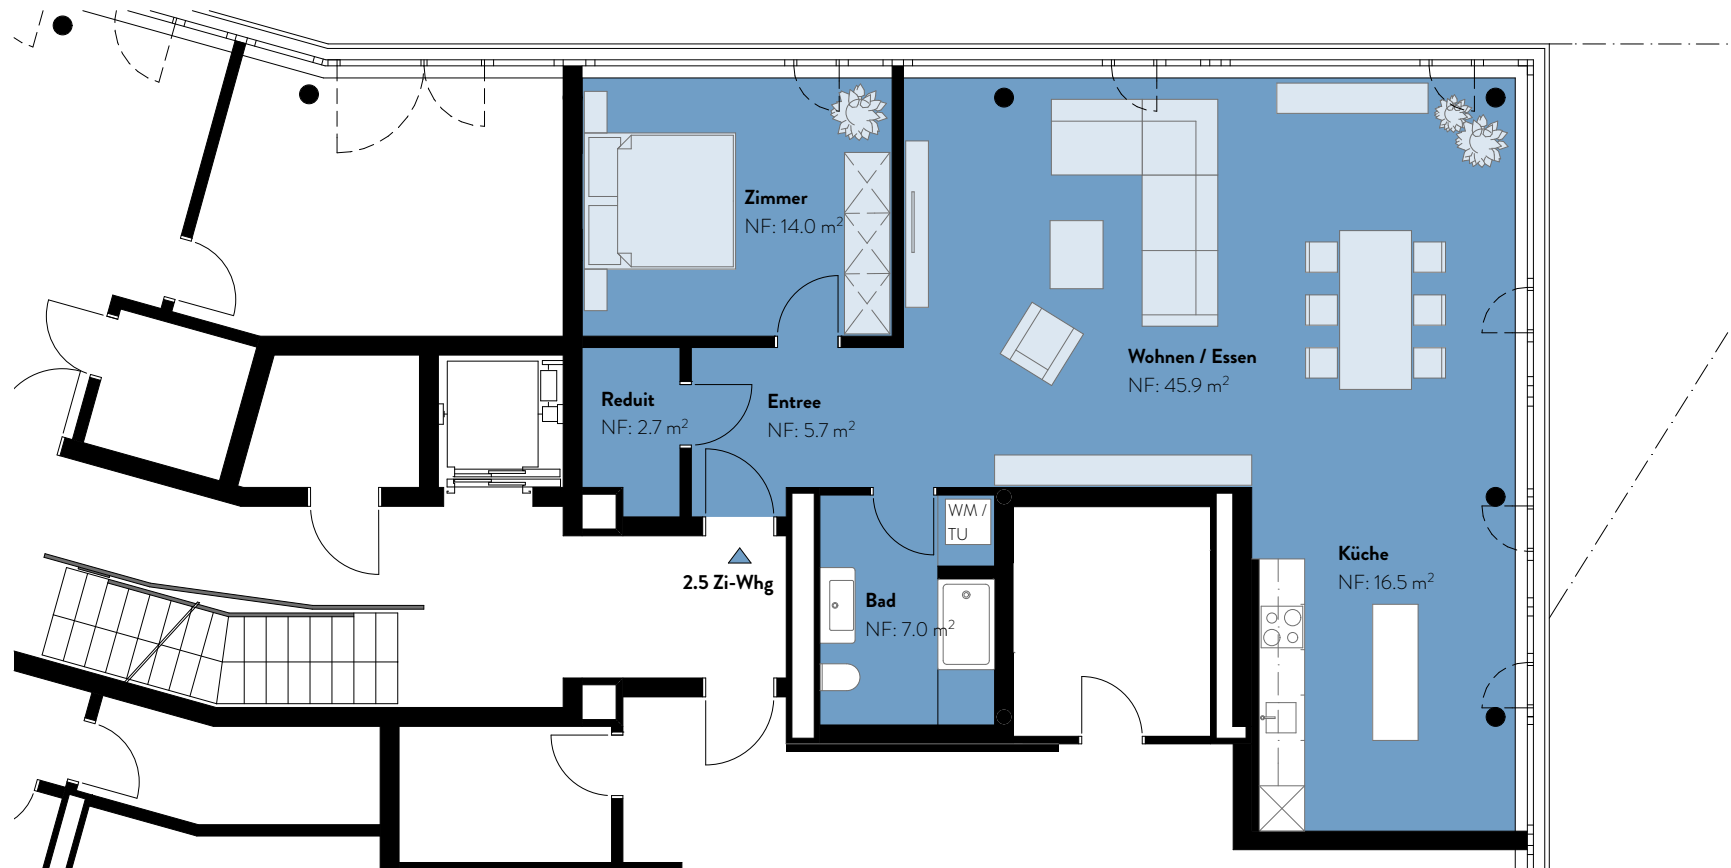 Zimmer
NF: 14.0 m²
Wohnen / Essen
NF: 45.9 m²
Reduit
NF: 2.7 m²
Entree
NF: 5.7 m²
WM /
TU
2.5 Zi-Whg
Bad
NF: 7.0 m²
Küche
NF: 16.5 m²